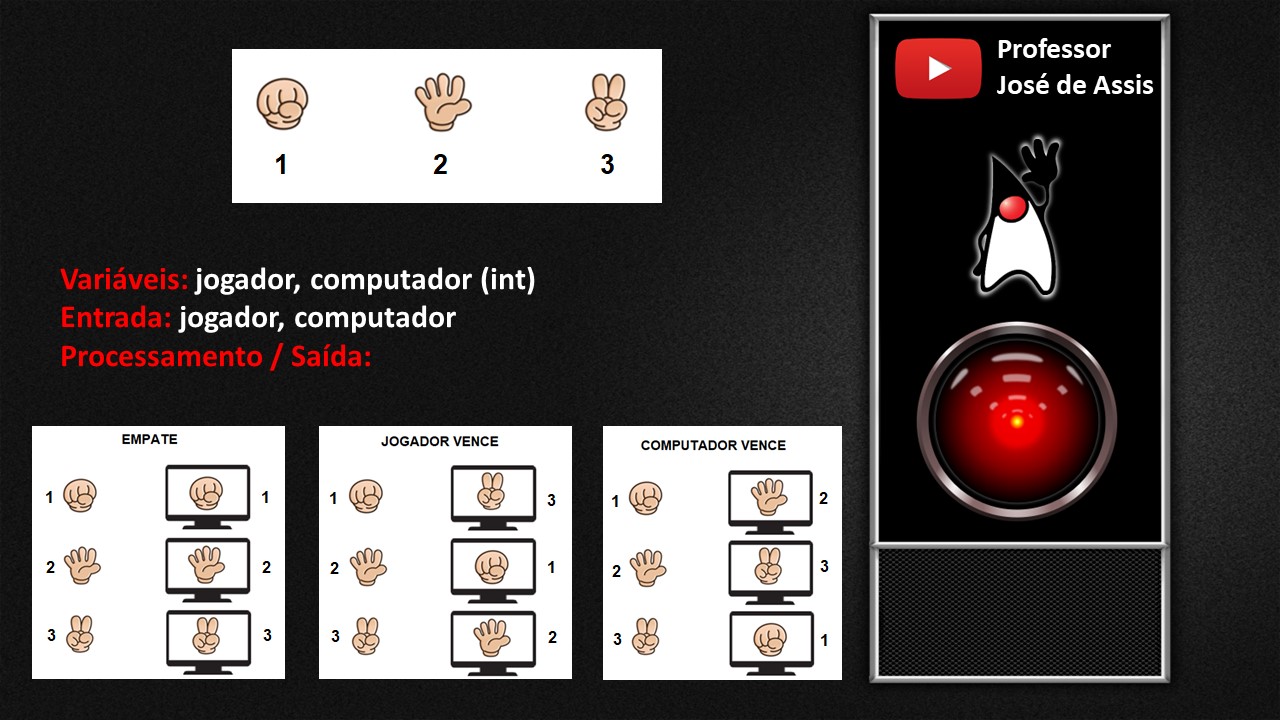 Professor
José de Assis
1 2 3
Variáveis: jogador, computador (int)
Entrada: jogador, computador
Processamento / Saída:
EMPATE
1 1
2 2
3 3
JOGADOR VENCE
1 3
2 1
3 2
COMPUTADOR VENCE
1 2
2 3
3 1